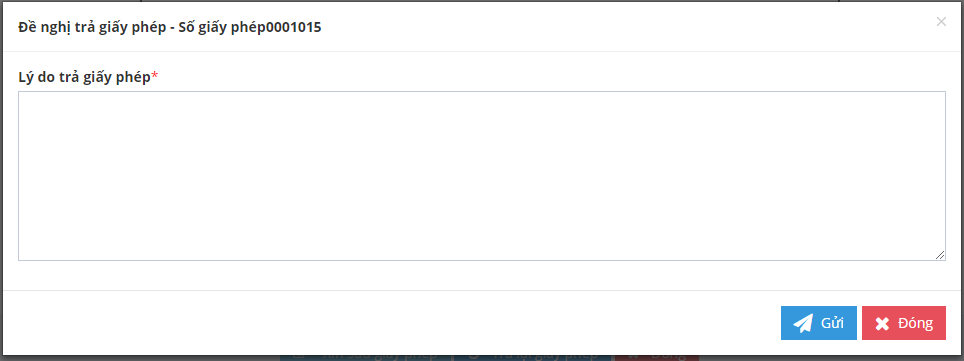 Đề nghị trả giấy phép - Số giấy phép0001015
×
Lý do trả giấy phép*
Gửi
Đóng